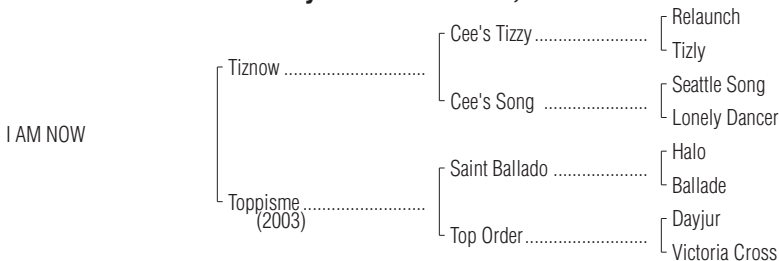 Relaunch
Cee's Tizzy
Tizly
Tiznow
Seattle Song
Cee's Song
Lonely Dancer
I AM NOW
Halo
Saint Ballado
Ballade
Toppisme
(2003)
Dayjur
Top Order
Victoria Cross